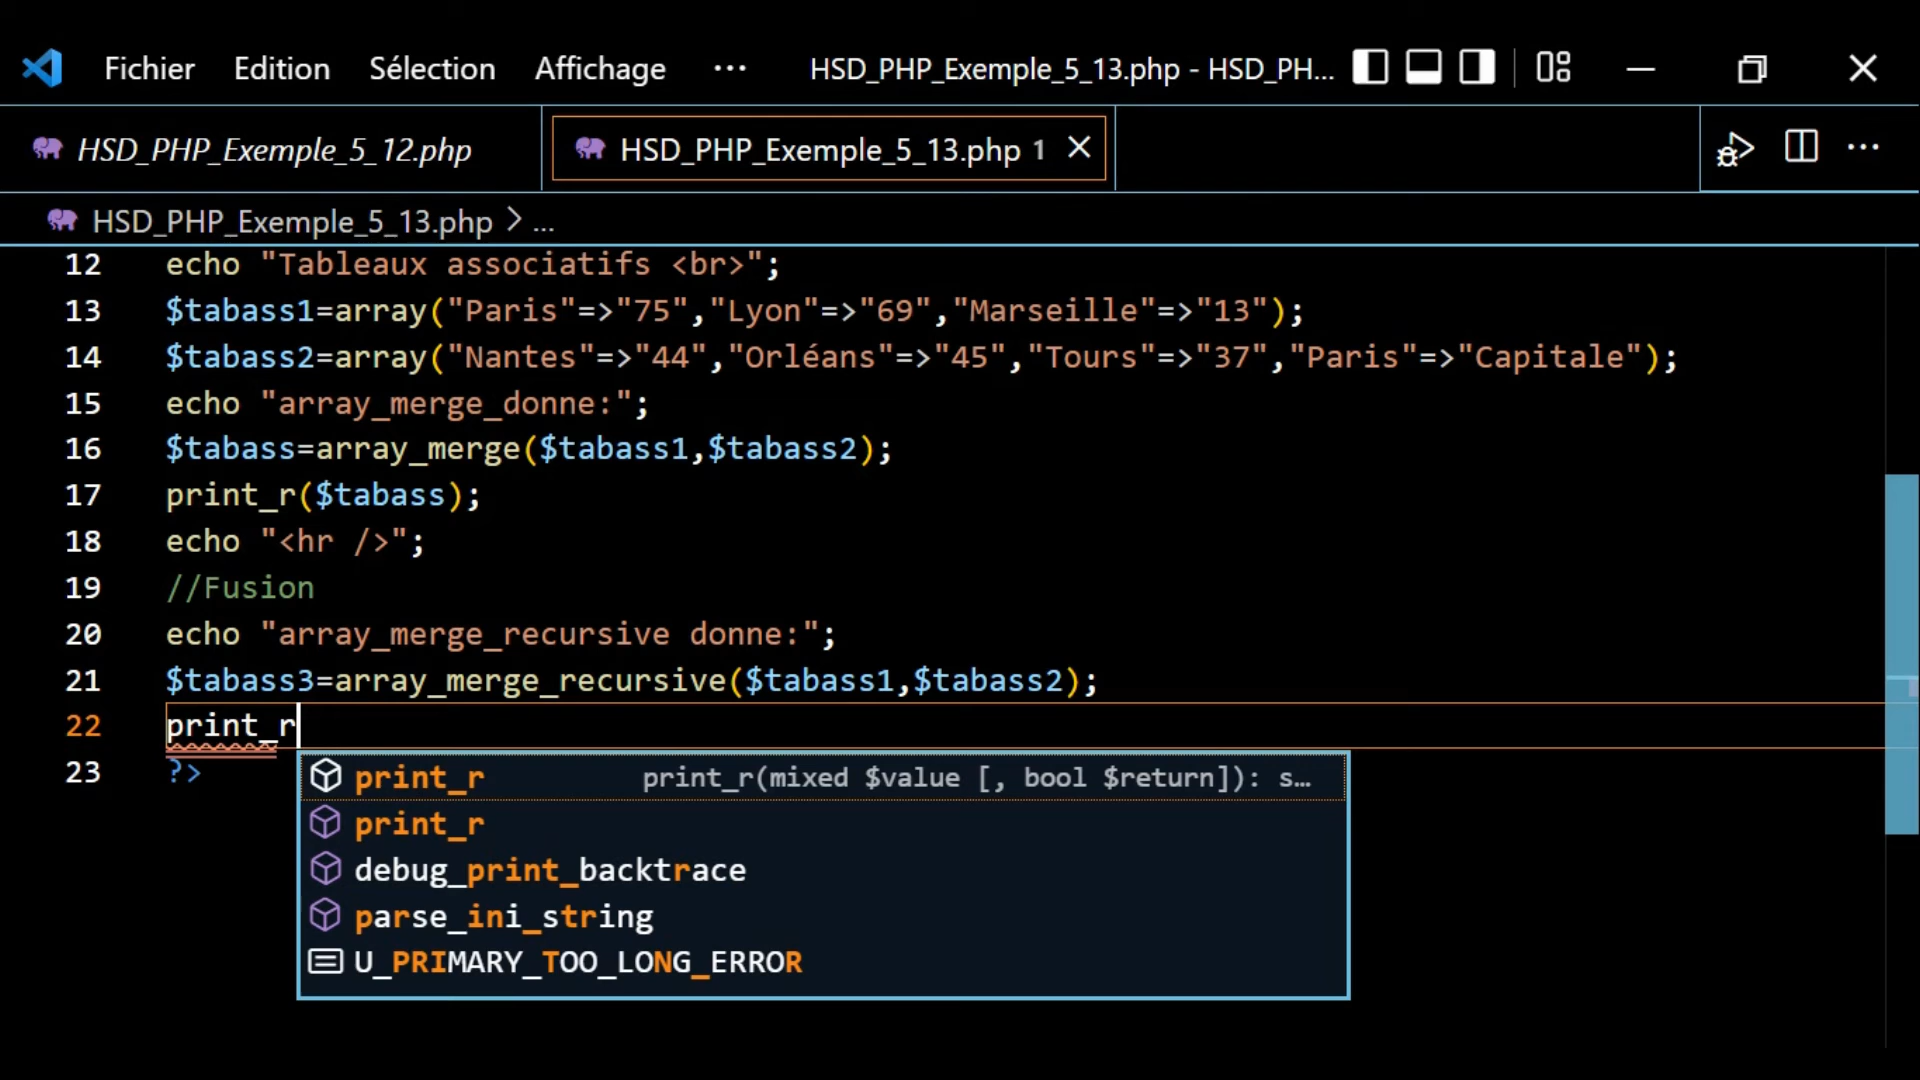 Fichier Edition Sélection Affichage ... HSD_PHP_Exemple_5_13.php - HSD_PH...
HSD_PHP_Exemple_5_12.php HSD_PHP_Exemple_5_13.php 1
HSD_PHP_Exemple_5_13.php > ...
12 echo "Tableaux associatifs <br>";
13 $tabass1=array("Paris"=>"75","Lyon"=>"69","Marseille"=>"13");
14 $tabass2=array("Nantes"=>"44","Orléans"=>"45","Tours"=>"37","Paris"=>"Capitale");
15 echo "array_merge_donne:";
16 $tabass=array_merge($tabass1,$tabass2);
17 print_r($tabass);
18 echo "<hr />";
19 //Fusion
20 echo "array_merge_recursive donne:";
21 $tabass3=array_merge_recursive($tabass1,$tabass2);
22 print_r
23 ?>
print_r print_r(mixed $value [, bool $return]): s...
print_r
debug_print_backtrace
parse_ini_string
U_PRIMARY_TOO_LONG_ERROR